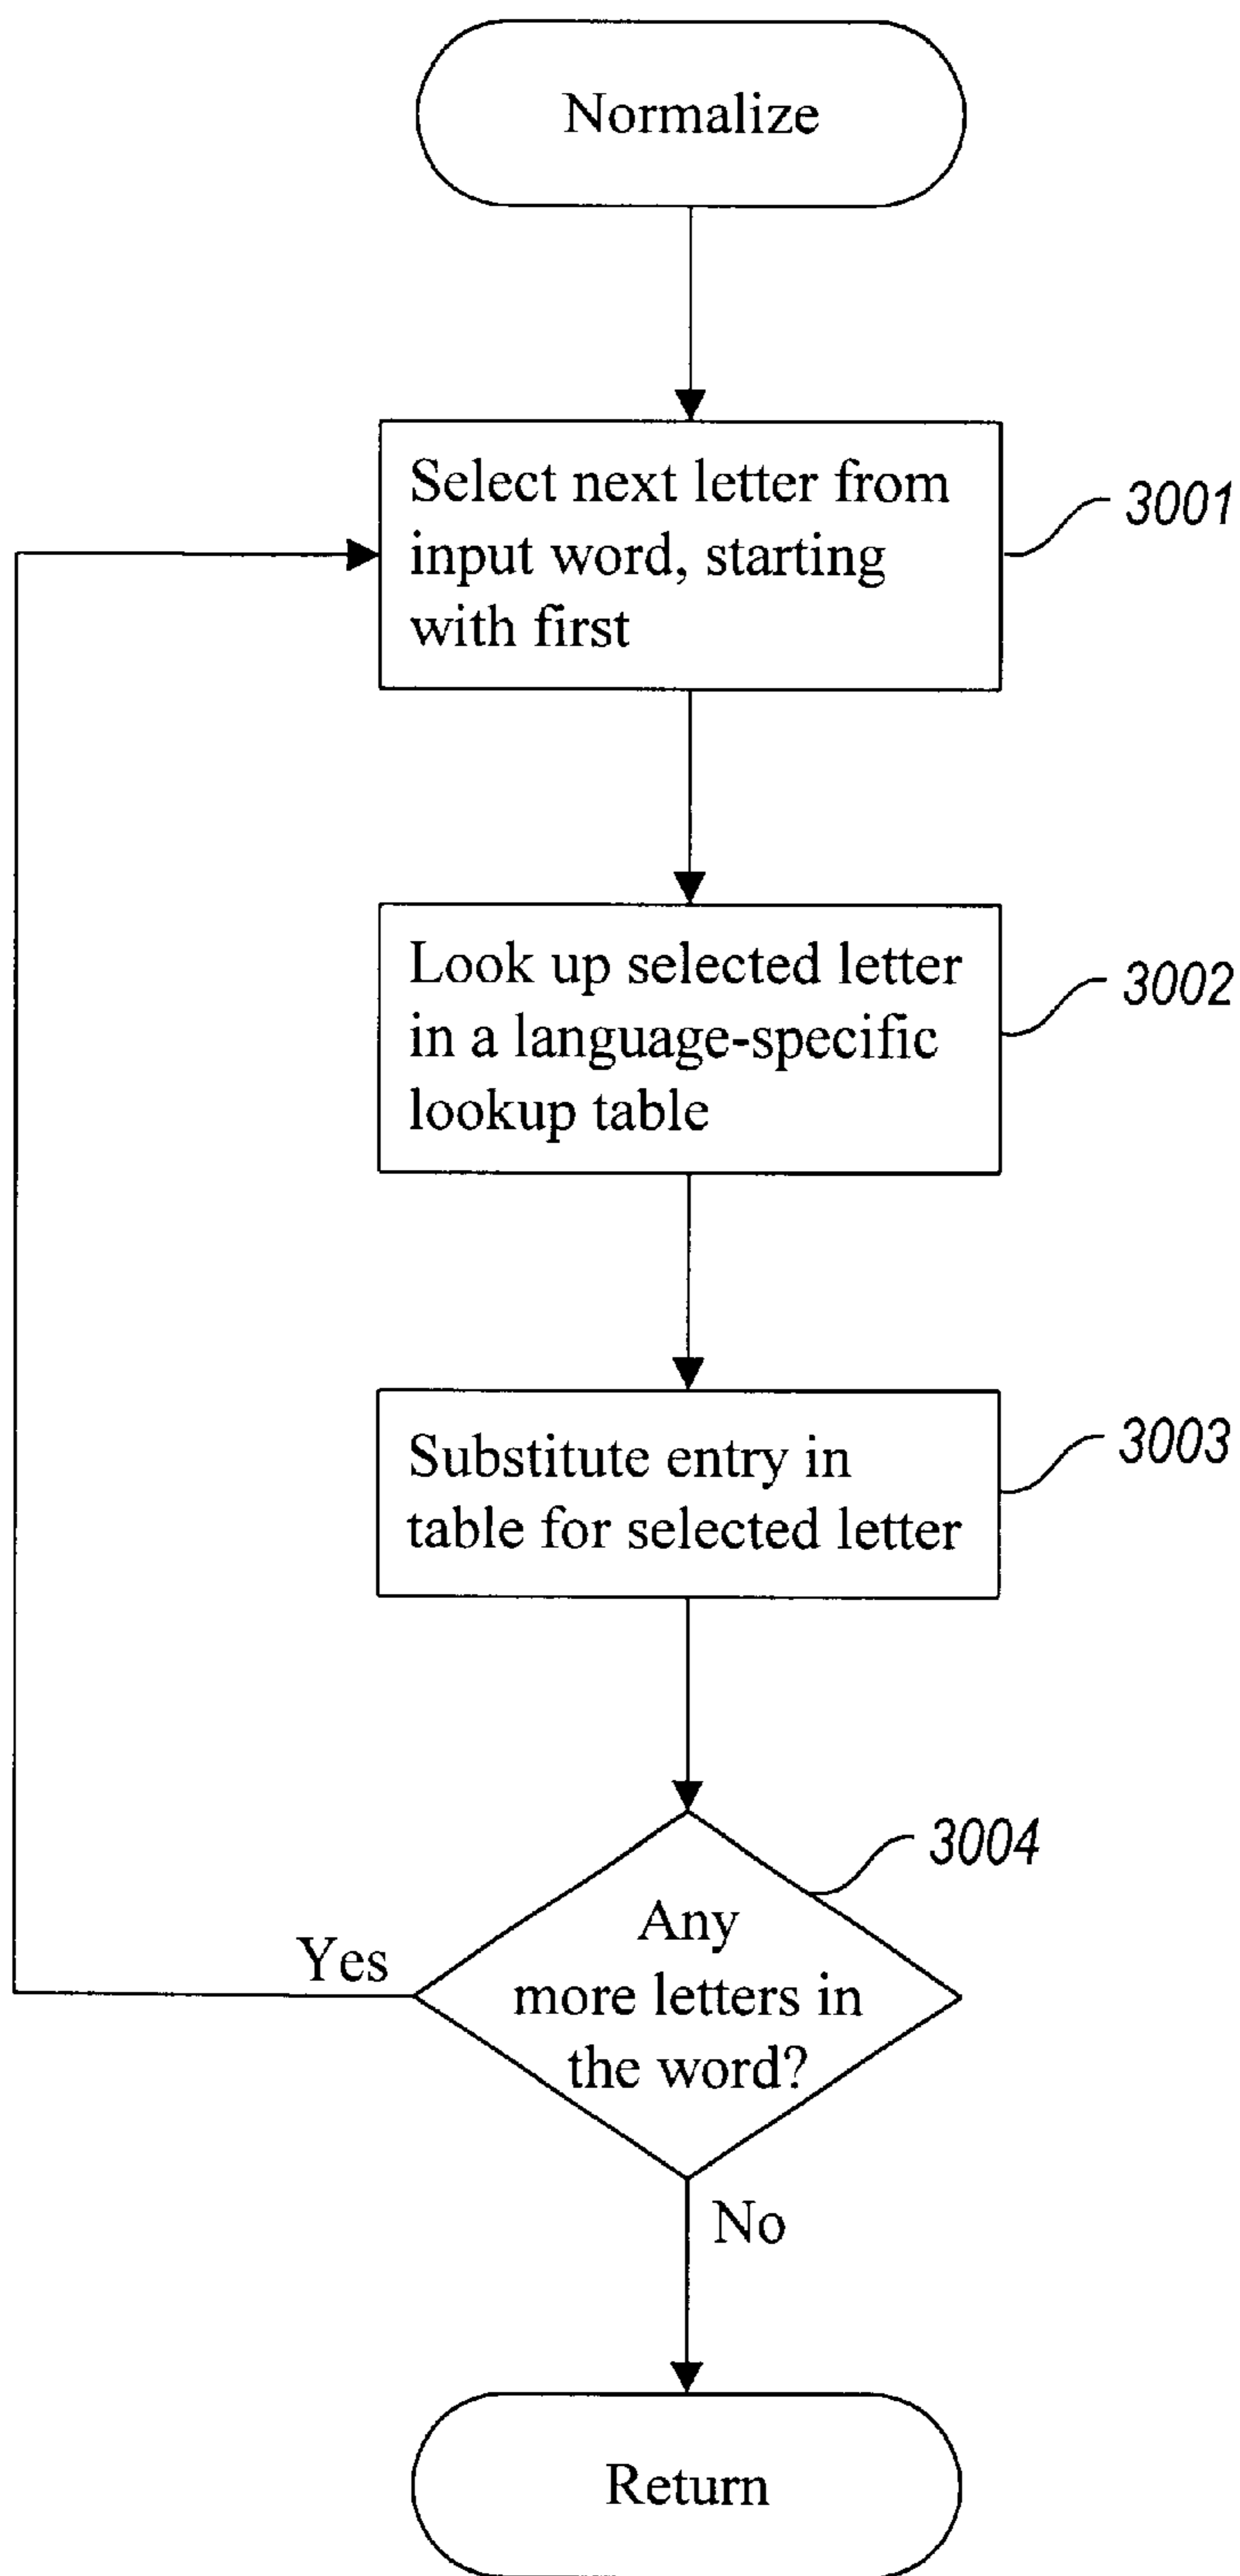 Normalize
Select next letter from
input word, starting
with first
3001
Look up selected letter
in a language-specific
lookup table
3002
Substitute entry in
table for selected letter
3003
Any
more letters in
the word?
3004
Yes
No
Return